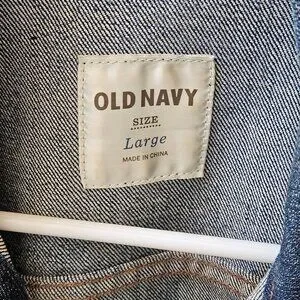 OLD NAVY
SIZE
Large
MADE IN CHINA